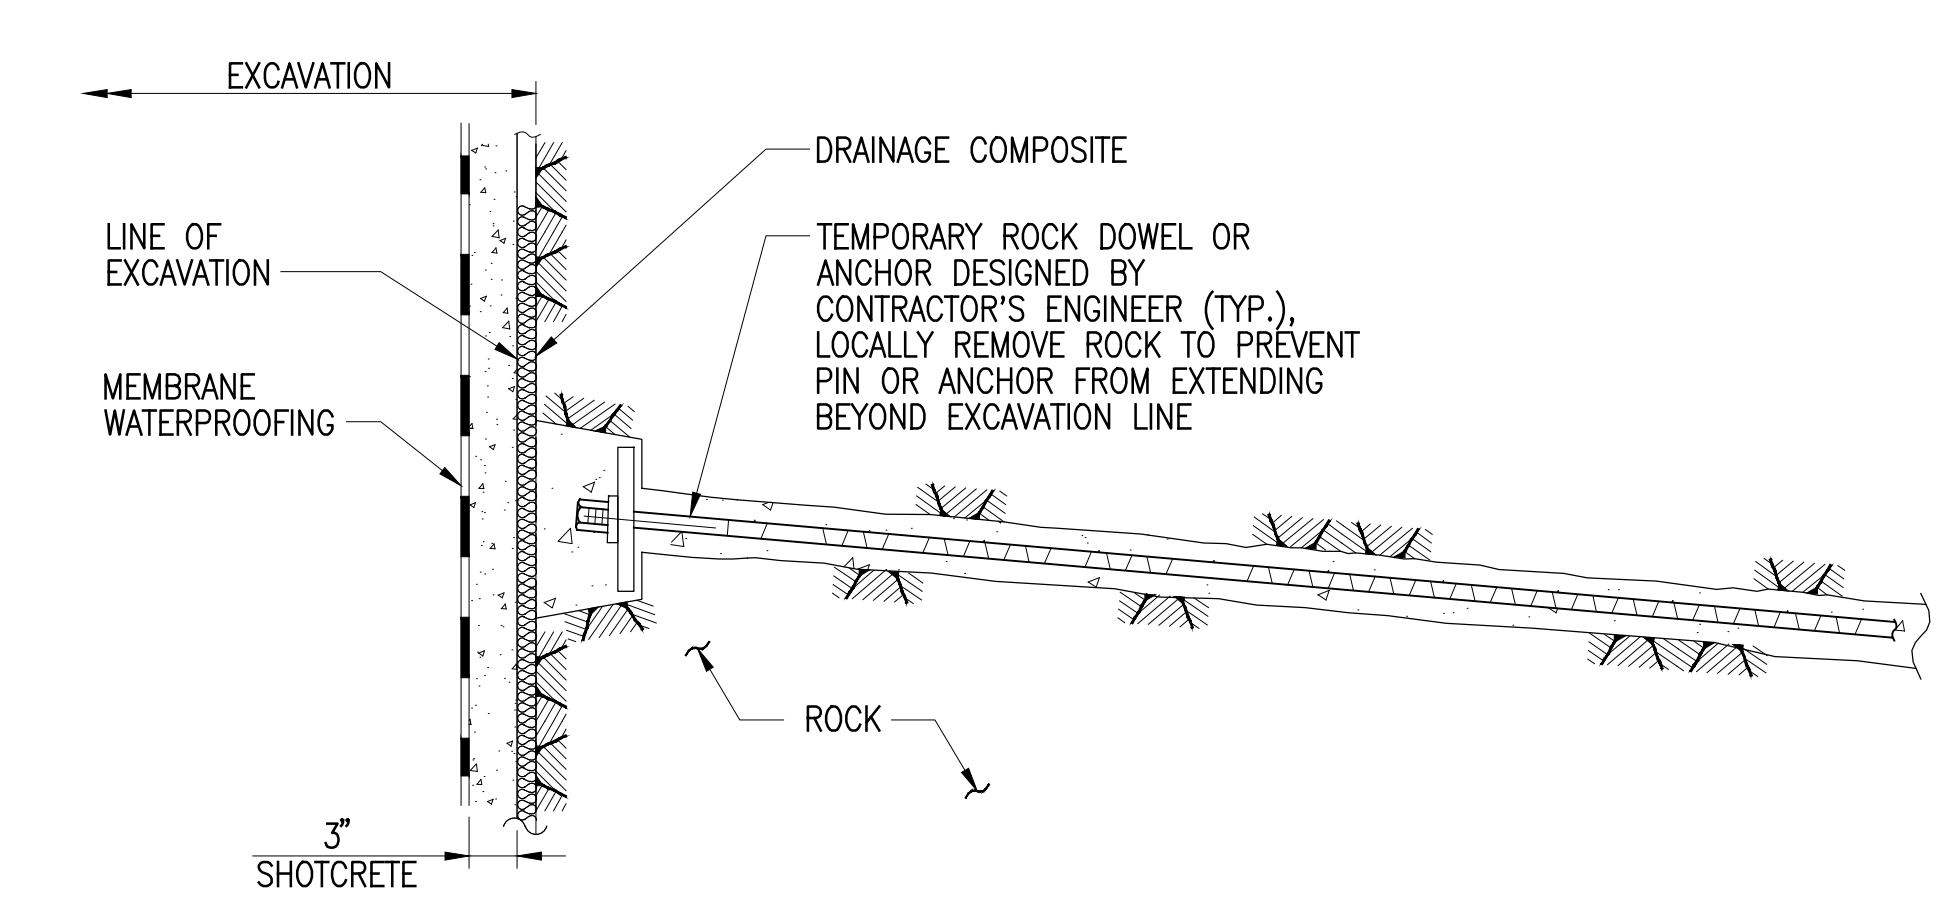 EXCAVATION
DRAINAGE COMPOSITE
LINE OF
EXCAVATION
TEMPORARY ROCK DOWEL OR
ANCHOR DESIGNED BY
CONTRACTOR'S ENGINEER (TYP.),
LOCALLY REMOVE ROCK TO PREVENT
PIN OR ANCHOR FROM EXTENDING
BEYOND EXCAVATION LINE
MEMBRANE
WATERPROOFING
ROCK
3"
SHOTCRETE